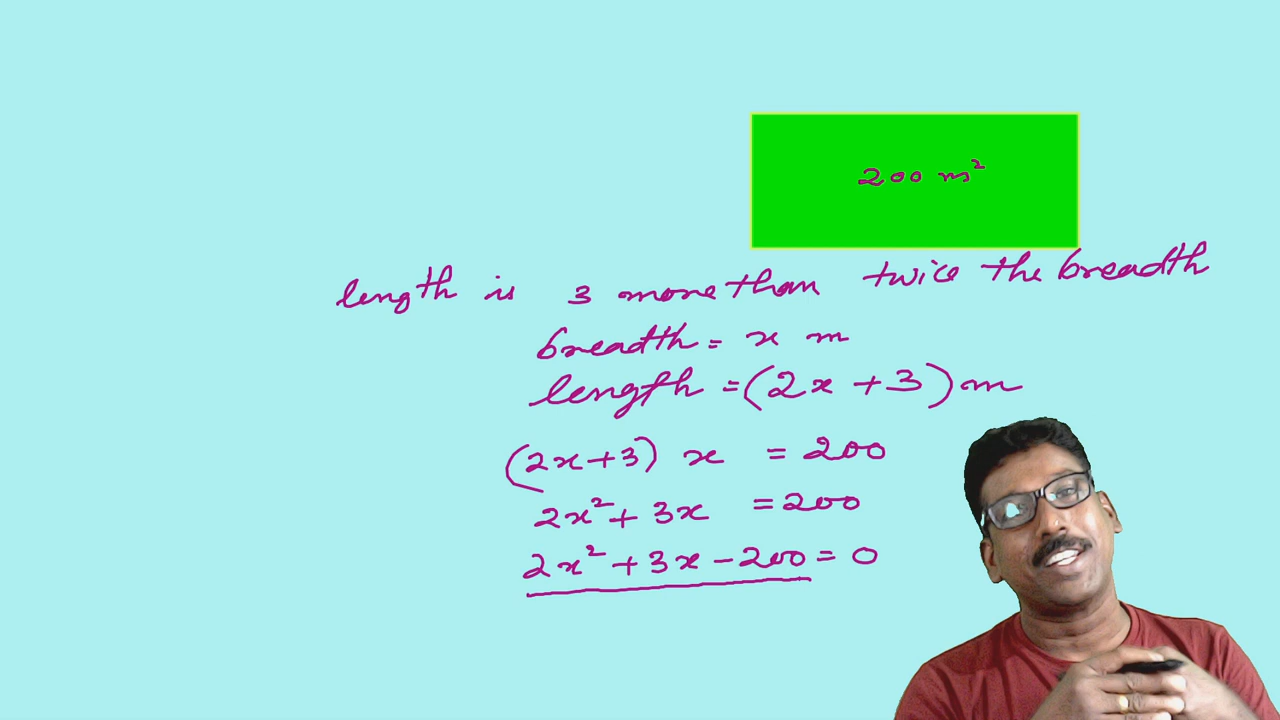 200 m²
length is 3 more than twice the breadth
breadth = x m
length = (2x + 3) m
(2x+3) x = 200
2x² + 3x = 200
2x² + 3x - 200 = 0